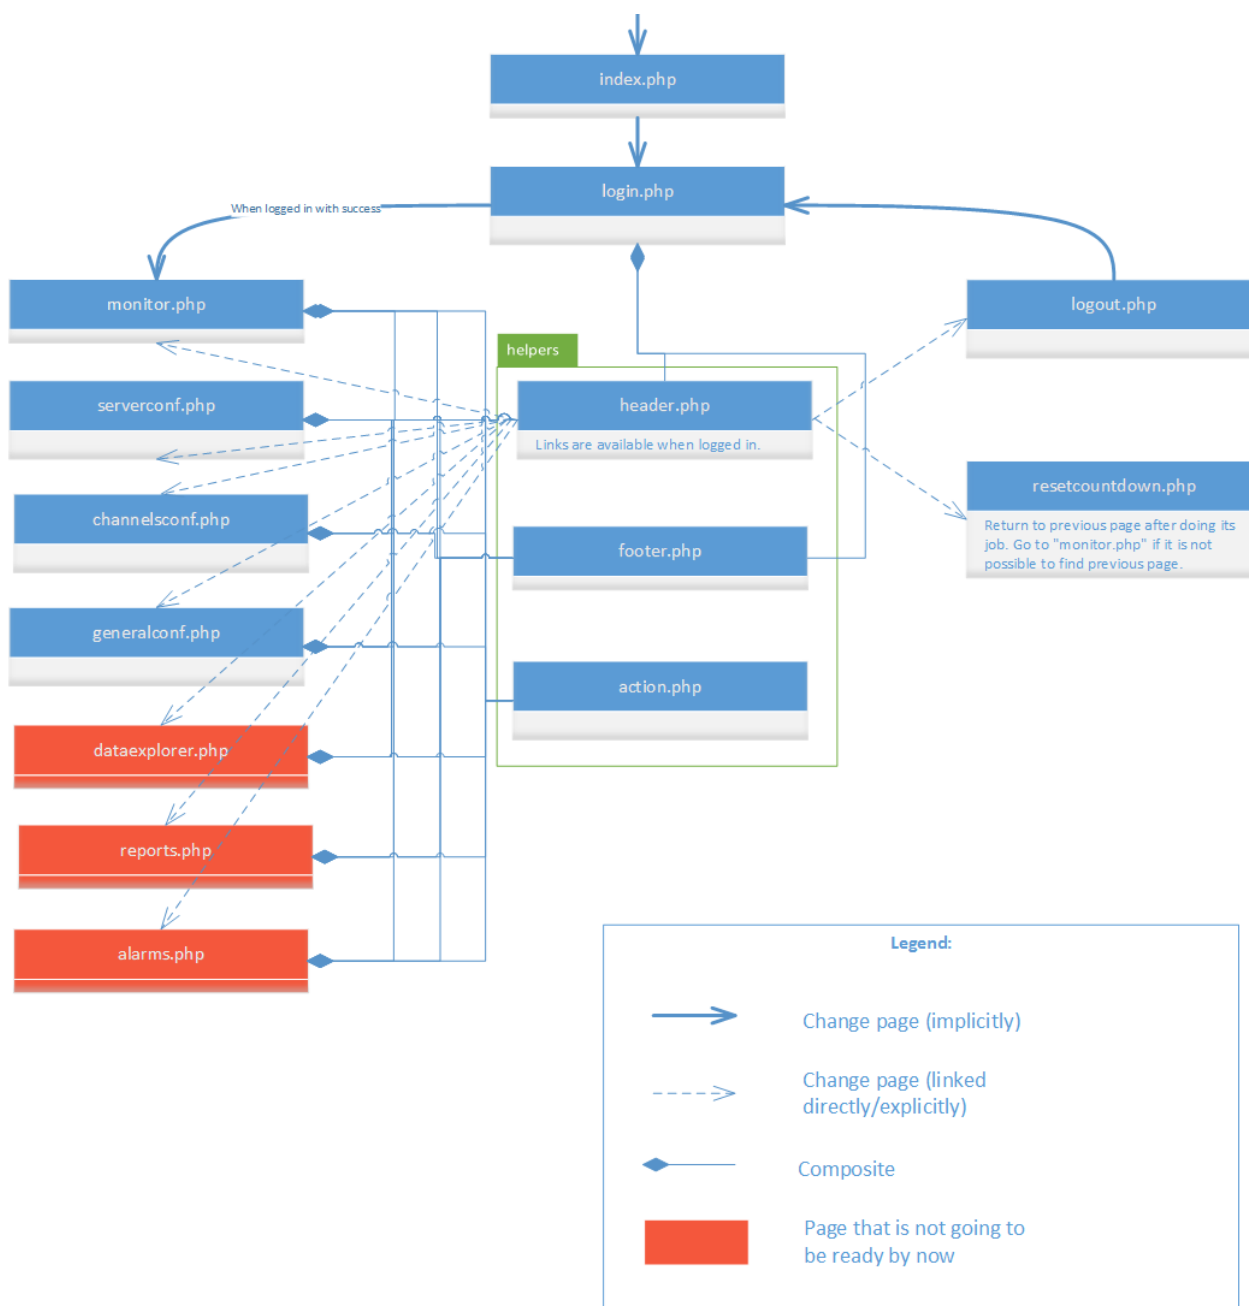 index.php
login.php
When logged in with success
monitor.php
logout.php
helpers
serverconf.php
header.php
Links are available when logged in.
resetcountdown.php
Return to previous page after doing its
job. Go to "monitor.php" if it is not
possible to find previous page.
channelsconf.php
footer.php
generalconf.php
action.php
dataexplorer.php
reports.php
alarms.php
Legend:
Change page (implicitly)
Change page (linked
directly/explicitly)
Composite
Page that is not going to
be ready by now